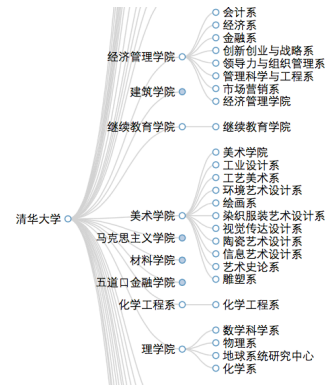 清华大学
经济管理学院
会计系
经济系
金融系
创新创业与战略系
领导力与组织管理系
管理科学与工程系
市场营销系
经济管理学院
建筑学院
继续教育学院
继续教育学院
美术学院
美术学院
工业设计系
工艺美术系
环境艺术设计系
绘画系
染织服装艺术设计系
视觉传达设计系
陶瓷艺术设计系
信息艺术设计系
艺术史论系
雕塑系
马克思主义学院
材料学院
五道口金融学院
化学工程系
化学工程系
理学院
数学科学系
物理系
地球系统研究中心
化学系